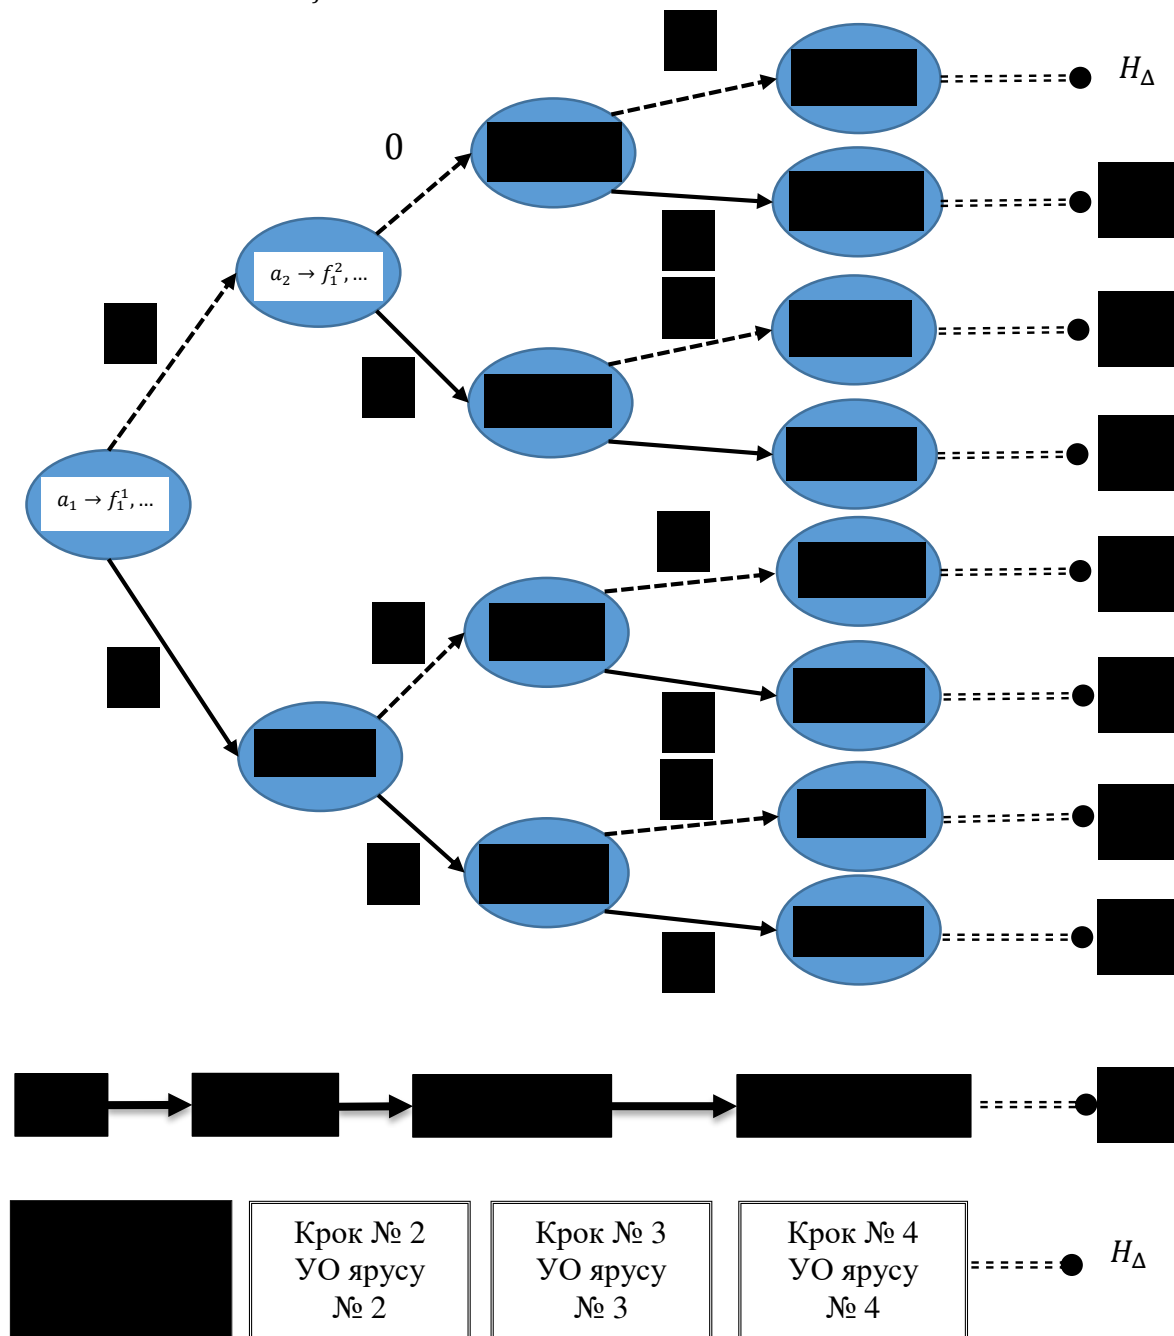 H_Δ
0
a₂ → f₁², ...
a₁ → f₁¹, ...
Крок № 2
УО ярусу
№ 2
Крок № 3
УО ярусу
№ 3
Крок № 4
УО ярусу
№ 4
H_Δ